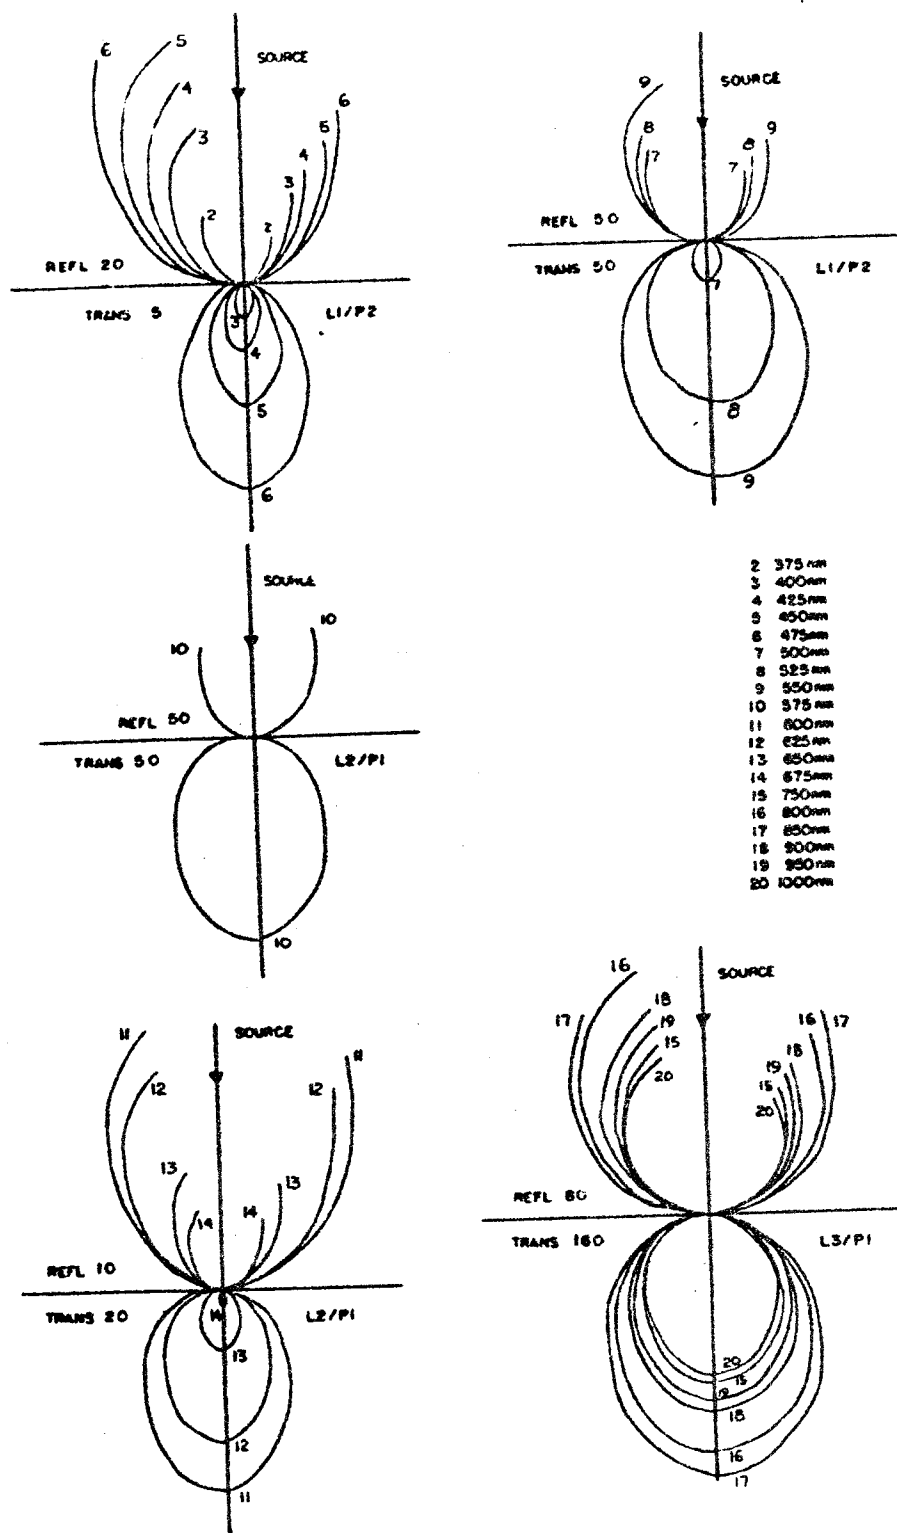 6
5
4
3
2
SOURCE
6
5
4
3
2
REFL 20
TRANS 5
L1/P2
3
4
5
6
9
8
7
SOURCE
9
8
7
REFL 50
TRANS 50
L1/P2
7
8
9
SOURCE
10
10
REFL 50
TRANS 50
L2/P1
10
2 375nm
3 400nm
4 425nm
5 450nm
6 475nm
7 500nm
8 525nm
9 550nm
10 575nm
11 600nm
12 625nm
13 650nm
14 675nm
15 750nm
16 800nm
17 850nm
18 900nm
19 950nm
20 1000nm
11
12
13
14
SOURCE
11
12
13
14
REFL 10
TRANS 20
L2/P1
14
13
12
11
16
17
18
19
15
20
SOURCE
16
17
18
19
15
20
REFL 80
TRANS 160
L3/P1
20
15
19
18
16
17